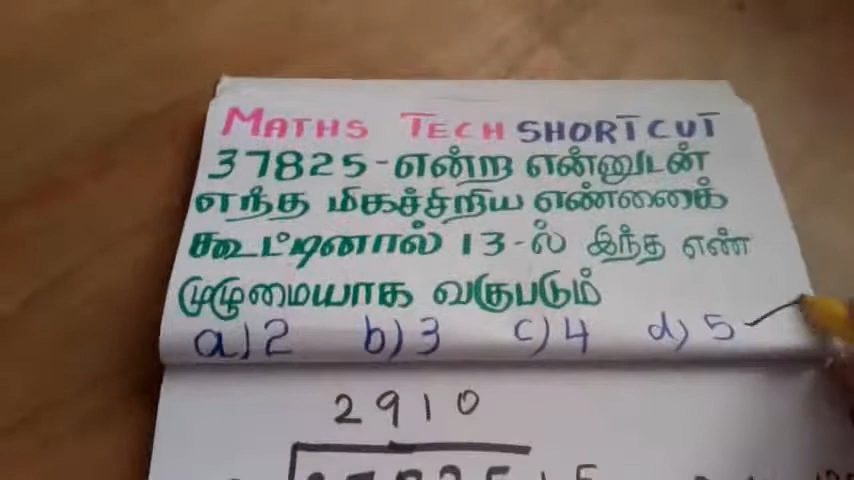 MATHS TECH SHORTCUT
37825-என்ற என்னுடன்
எந்த மிகச்சிறிய எண்ணைக்
கூட்டினால் 13-ல் இந்த எண்
முழுமையாக வகுபடும்
a) 2 b) 3 c) 4 d) 5
2910